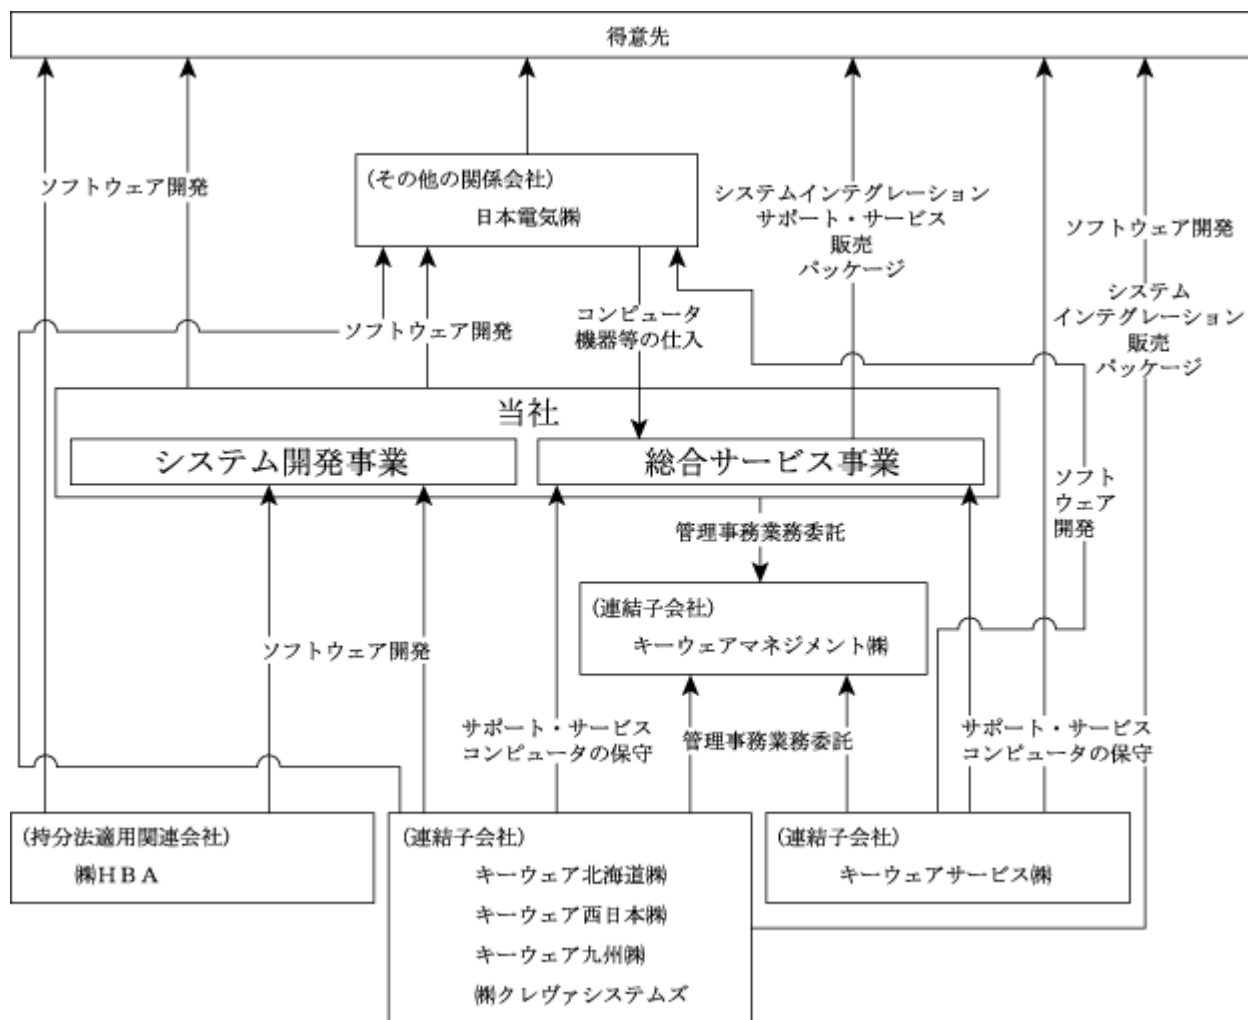 得意先
ソフトウェア開発
(その他の関係会社)
日本電気㈱
システムインテグレーション
サポート・サービス
販売
パッケージ
ソフトウェア開発
システム
インテグレーション
販売
パッケージ
ソフトウェア開発
コンピュータ
機器等の仕入
当社
システム開発事業
総合サービス事業
ソフト
ウェア
開発
管理事務業務委託
(連結子会社)
キーウェアマネジメント㈱
ソフトウェア開発
サポート・サービス
コンピュータの保守
管理事務業務委託
サポート・サービス
コンピュータの保守
(持分法適用関連会社)
㈱ＨＢＡ
(連結子会社)
キーウェア北海道㈱
キーウェア西日本㈱
キーウェア九州㈱
㈱クレヴァシステムズ
(連結子会社)
キーウェアサービス㈱